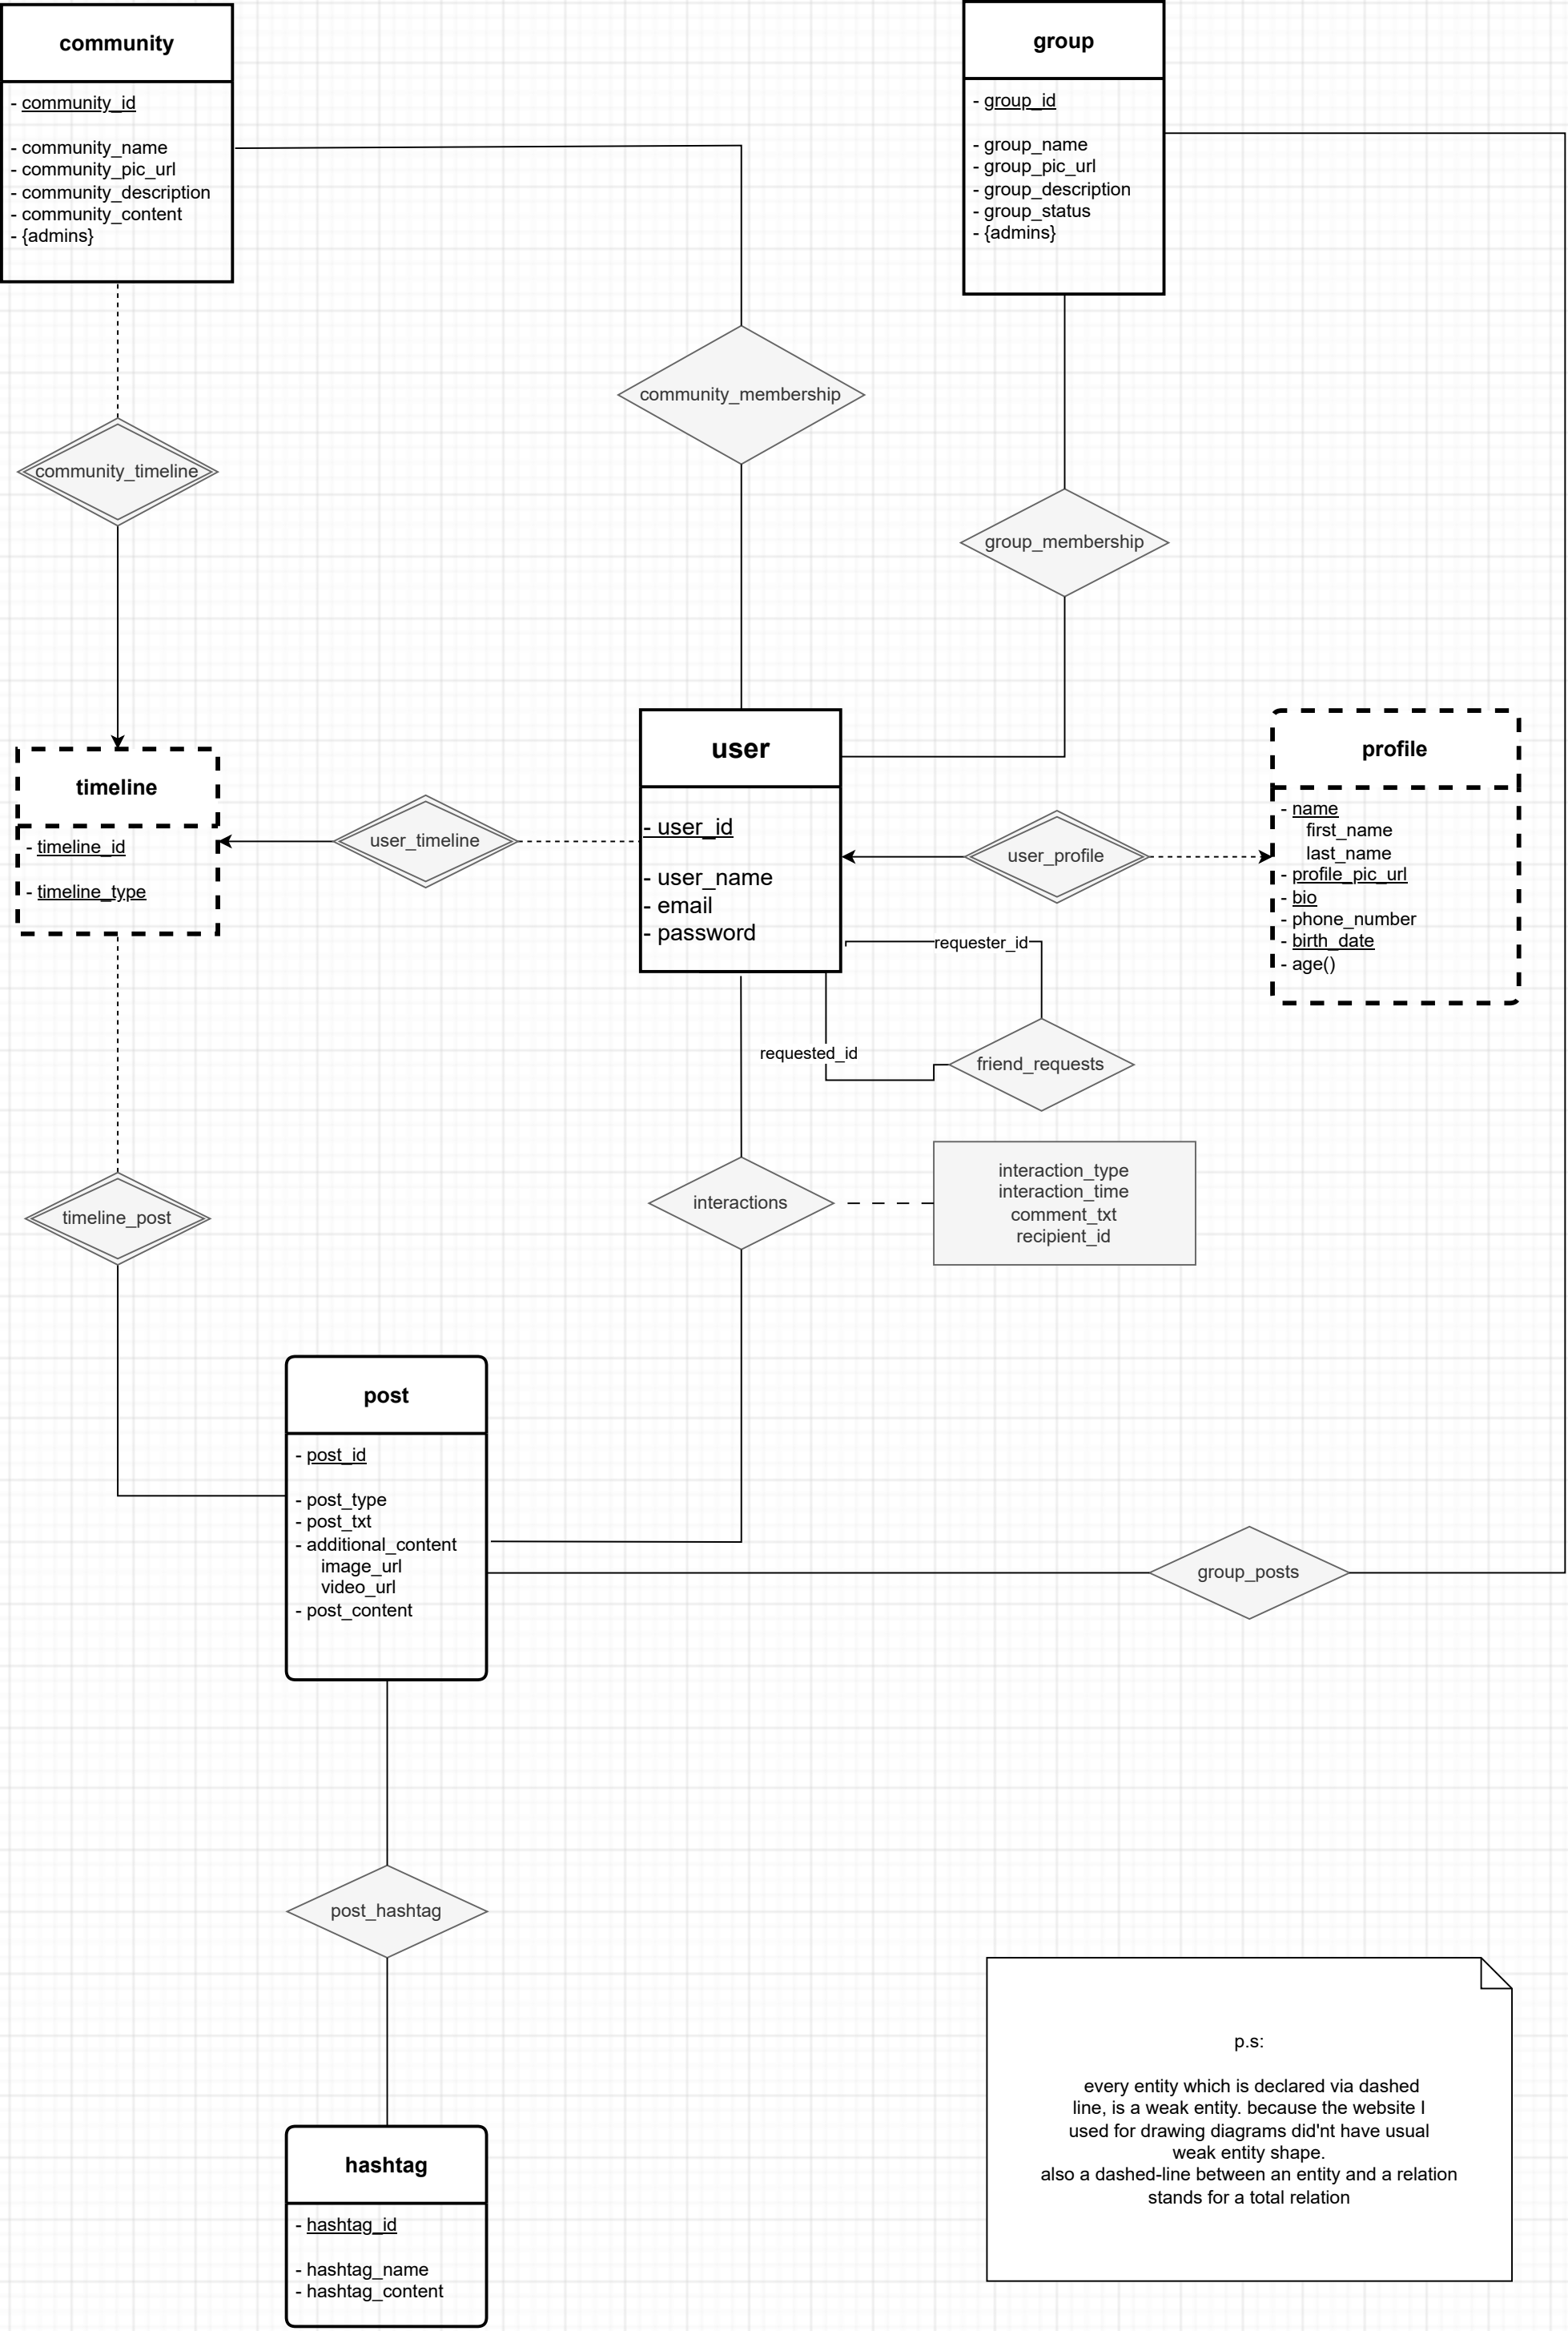 community
- community_id
- community_name
- community_pic_url
- community_description
- community_content
- {admins}
group
- group_id
- group_name
- group_pic_url
- group_description
- group_status
- {admins}
community_membership
community_timeline
group_membership
timeline
- timeline_id
- timeline_type
user_timeline
user
- user_id
- user_name
- email
- password
user_profile
profile
- name
first_name
last_name
- profile_pic_url
- bio
- phone_number
- birth_date
- age()
requester_id
requested_id
friend_requests
interactions
interaction_type
interaction_time
comment_txt
recipient_id
timeline_post
post
- post_id
- post_type
- post_txt
- additional_content
image_url
video_url
- post_content
group_posts
post_hashtag
hashtag
- hashtag_id
- hashtag_name
- hashtag_content
p.s:
every entity which is declared via dashed
line, is a weak entity. because the website I
used for drawing diagrams did'nt have usual
weak entity shape.
also a dashed-line between an entity and a relation
stands for a total relation